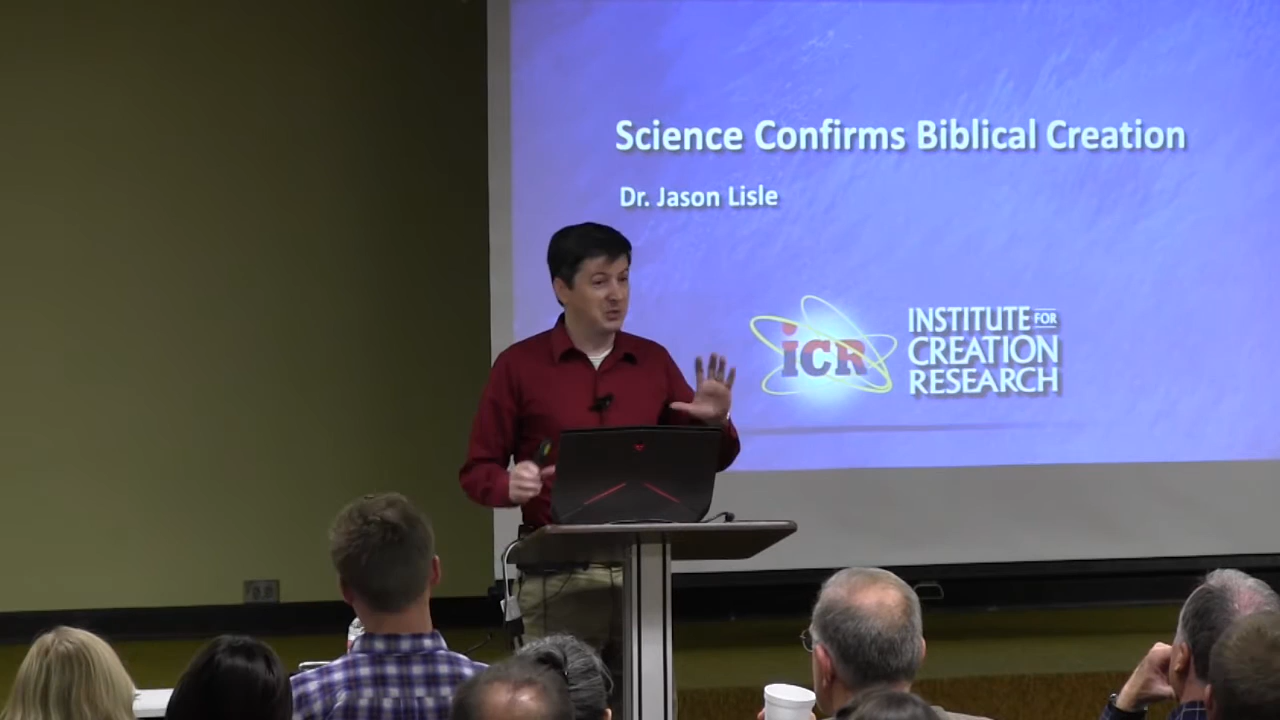 Science Confirms Biblical Creation
Dr. Jason Lisle
iCR
INSTITUTE FOR
CREATION
RESEARCH